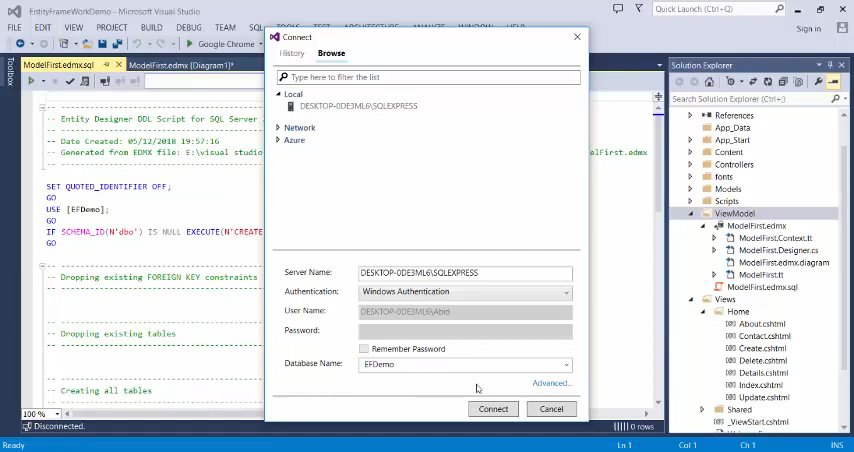 EntityFrameWorkDemo - Microsoft Visual Studio
Quick Launch (Ctrl+Q)
FILE EDIT VIEW PROJECT BUILD DEBUG TEAM
Sign in
Google Chrome
ModelFirst.edmx.sql
ModelFirst.edmx [Diagram1]*
Toolbox
-- Entity Designer DDL Script for SQL Server
-- Date Created: 05/12/2018 19:57:16
-- Generated from EDMX file: E:\visual studio
elFirst.edmx
SET QUOTED_IDENTIFIER OFF;
GO
USE [EFDemo];
GO
IF SCHEMA_ID(N'dbo') IS NULL EXECUTE(N'CREATE
GO
-- Dropping existing FOREIGN KEY constraints
-- Dropping existing tables
-- Creating all tables
100 %
Disconnected.
0 rows
Ready
Ln 1
Col 1
Ch 1
INS
Connect
History
Browse
Type here to filter the list
Local
DESKTOP-0DE3ML6\SQLEXPRESS
Network
Azure
Server Name:
DESKTOP-0DE3ML6\SQLEXPRESS
Authentication:
Windows Authentication
User Name:
DESKTOP-0DE3ML6\Abid
Password:
Remember Password
Database Name:
EFDemo
Advanced...
Connect
Cancel
Solution Explorer
Search Solution Explorer (Ctrl+;)
References
App_Data
App_Start
Content
Controllers
fonts
Models
Scripts
ViewModel
ModelFirst.edmx
ModelFirst.Context.tt
ModelFirst.Designer.cs
ModelFirst.edmx.diagram
ModelFirst.tt
ModelFirst.edmx.sql
Views
Home
About.cshtml
Contact.cshtml
Create.cshtml
Delete.cshtml
Details.cshtml
Index.cshtml
Update.cshtml
Shared
_ViewStart.cshtml